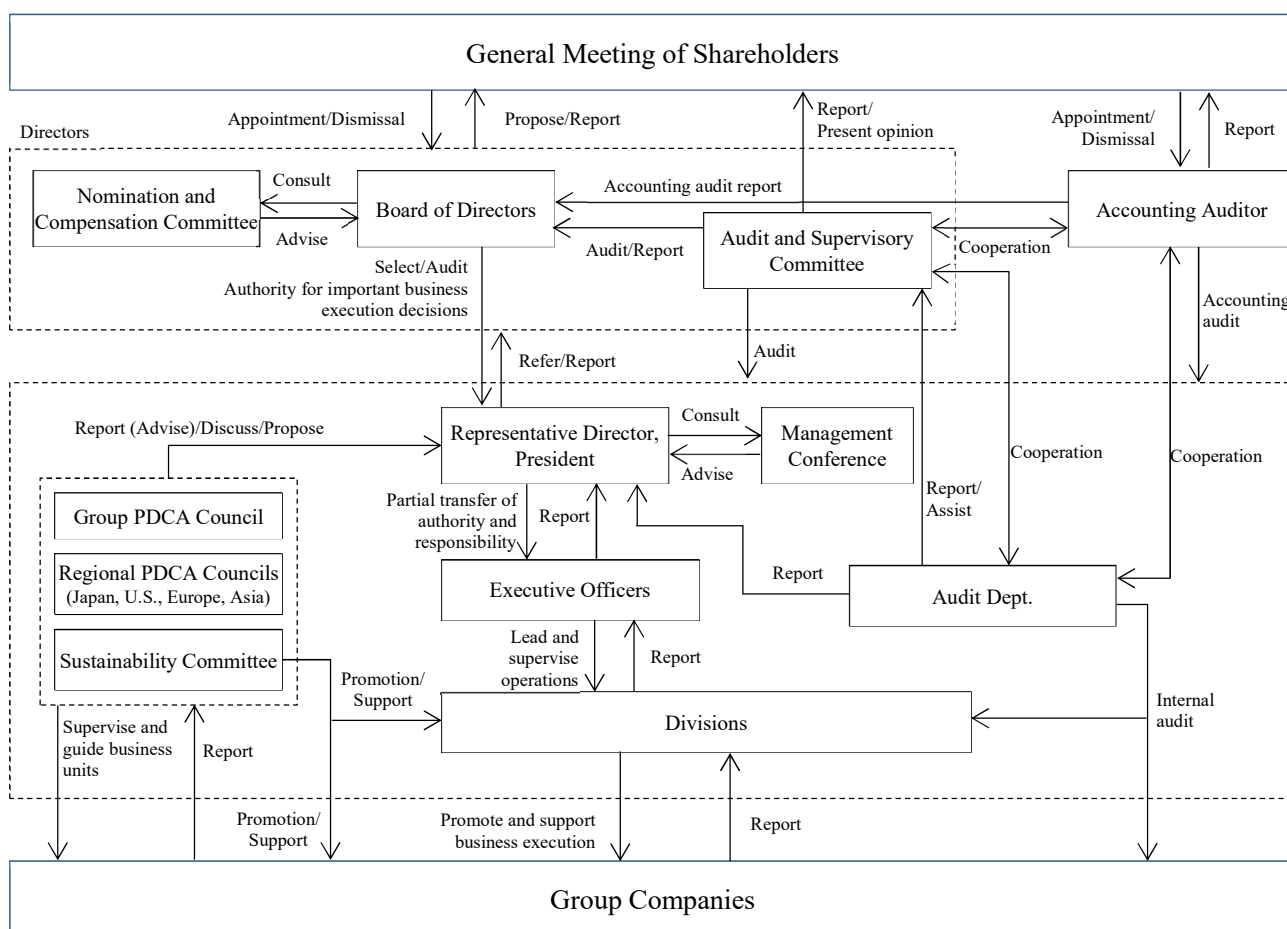 General Meeting of Shareholders
Appointment/Dismissal
Propose/Report
Report/
Present opinion
Appointment/
Dismissal
Report
Directors
Nomination and
Compensation Committee
Consult
Advise
Board of Directors
Accounting audit report
Audit/Report
Audit and Supervisory
Committee
Cooperation
Accounting Auditor
Select/Audit
Authority for important business
execution decisions
Refer/Report
Audit
Accounting
audit
Report (Advise)/Discuss/Propose
Representative Director,
President
Consult
Advise
Management
Conference
Cooperation
Cooperation
Report/
Assist
Group PDCA Council
Regional PDCA Councils
(Japan, U.S., Europe, Asia)
Sustainability Committee
Partial transfer of
authority and
responsibility
Report
Executive Officers
Report
Audit Dept.
Lead and
supervise
operations
Report
Promotion/
Support
Divisions
Internal
audit
Supervise and
guide business
units
Report
Promotion/
Support
Promote and support
business execution
Report
Group Companies